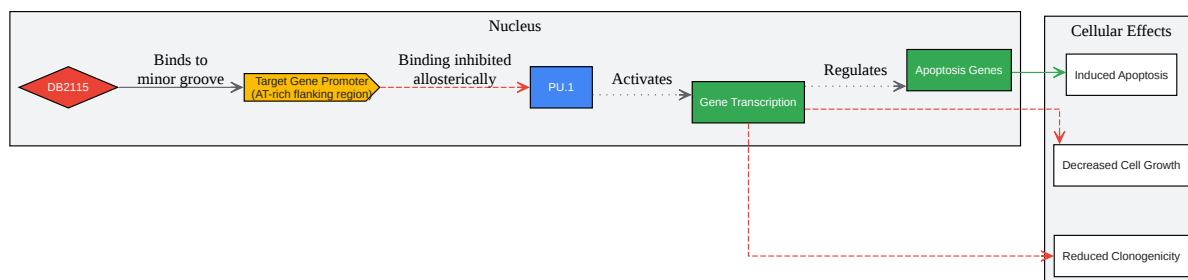 Nucleus
Cellular Effects
Binds to
minor groove
Binding inhibited
allosterically
Activates
Regulates
DB2115
Target Gene Promoter
(AT-rich flanking region)
PU.1
Gene Transcription
Apoptosis Genes
Induced Apoptosis
Decreased Cell Growth
Reduced Clonogenicity